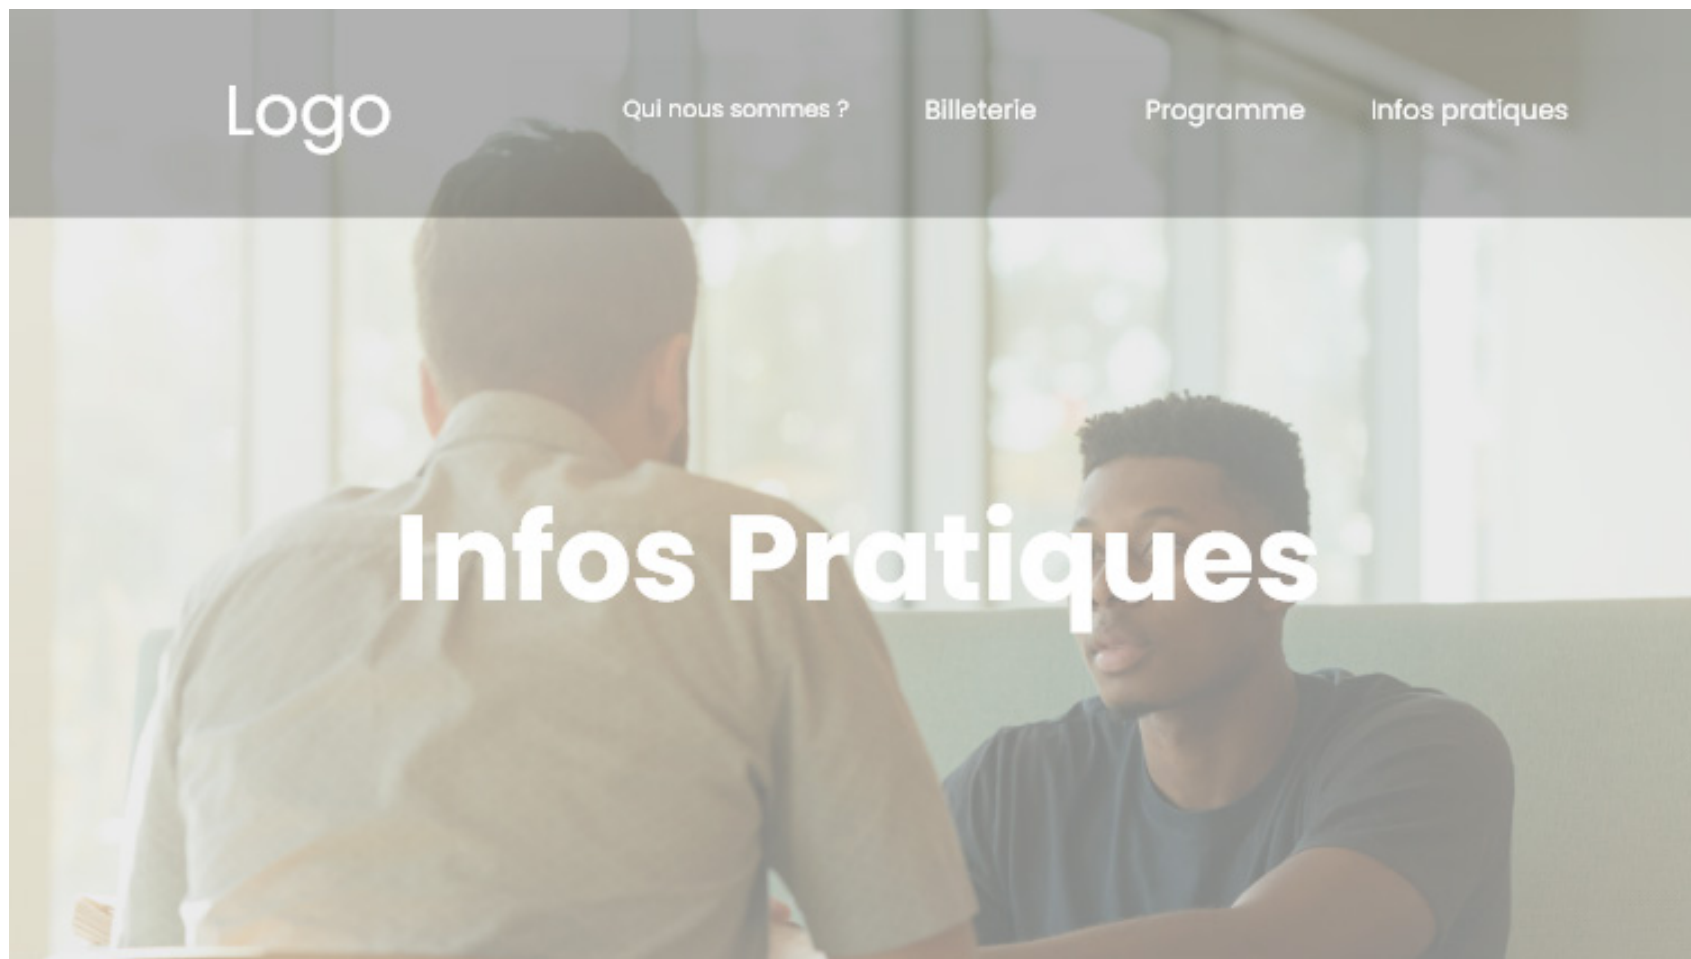 Logo
Qui nous sommes ?
Billeterie
Programme
Infos pratiques
Infos Pratiques